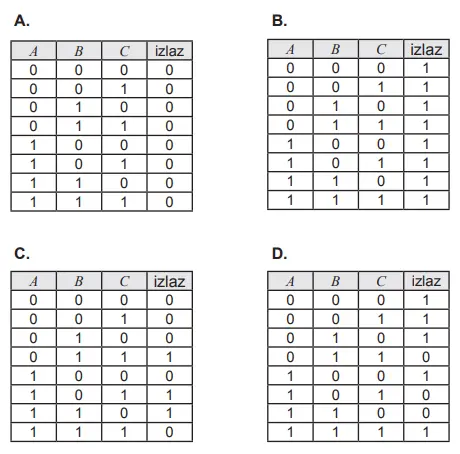 A.
A B C izlaz
0 0 0 0
0 0 1 0
0 1 0 0
0 1 1 0
1 0 0 0
1 0 1 0
1 1 0 0
1 1 1 0
B.
A B C izlaz
0 0 0 1
0 0 1 1
0 1 0 1
0 1 1 1
1 0 0 1
1 0 1 1
1 1 0 1
1 1 1 1
C.
A B C izlaz
0 0 0 0
0 0 1 0
0 1 0 0
0 1 1 1
1 0 0 0
1 0 1 1
1 1 0 1
1 1 1 0
D.
A B C izlaz
0 0 0 1
0 0 1 1
0 1 0 1
0 1 1 0
1 0 0 1
1 0 1 0
1 1 0 0
1 1 1 1